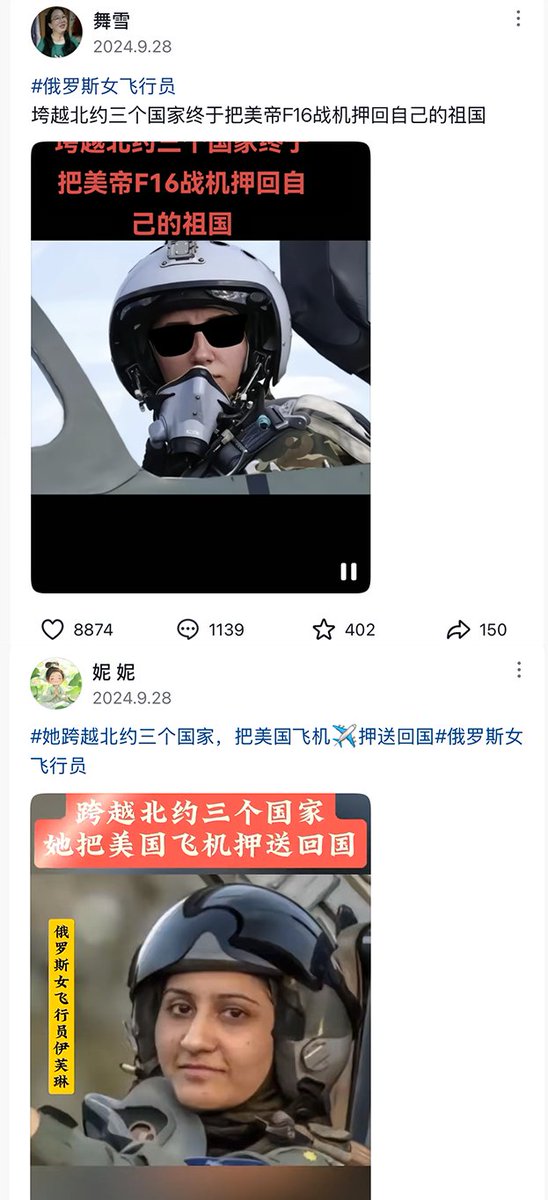 舞雪
2024.9.28
#俄罗斯女飞行员
垮越北约三个国家终于把美帝F16战机押回自己的祖国
垮越北约三个国家终于
把美帝F16战机押回自
己的祖国
8874
1139
402
150
妮 妮
2024.9.28
#她跨越北约三个国家，把美国飞机✈️押送回国#俄罗斯女
飞行员
跨越北约三个国家
她把美国飞机押送回国
俄罗斯女飞行员伊芙琳